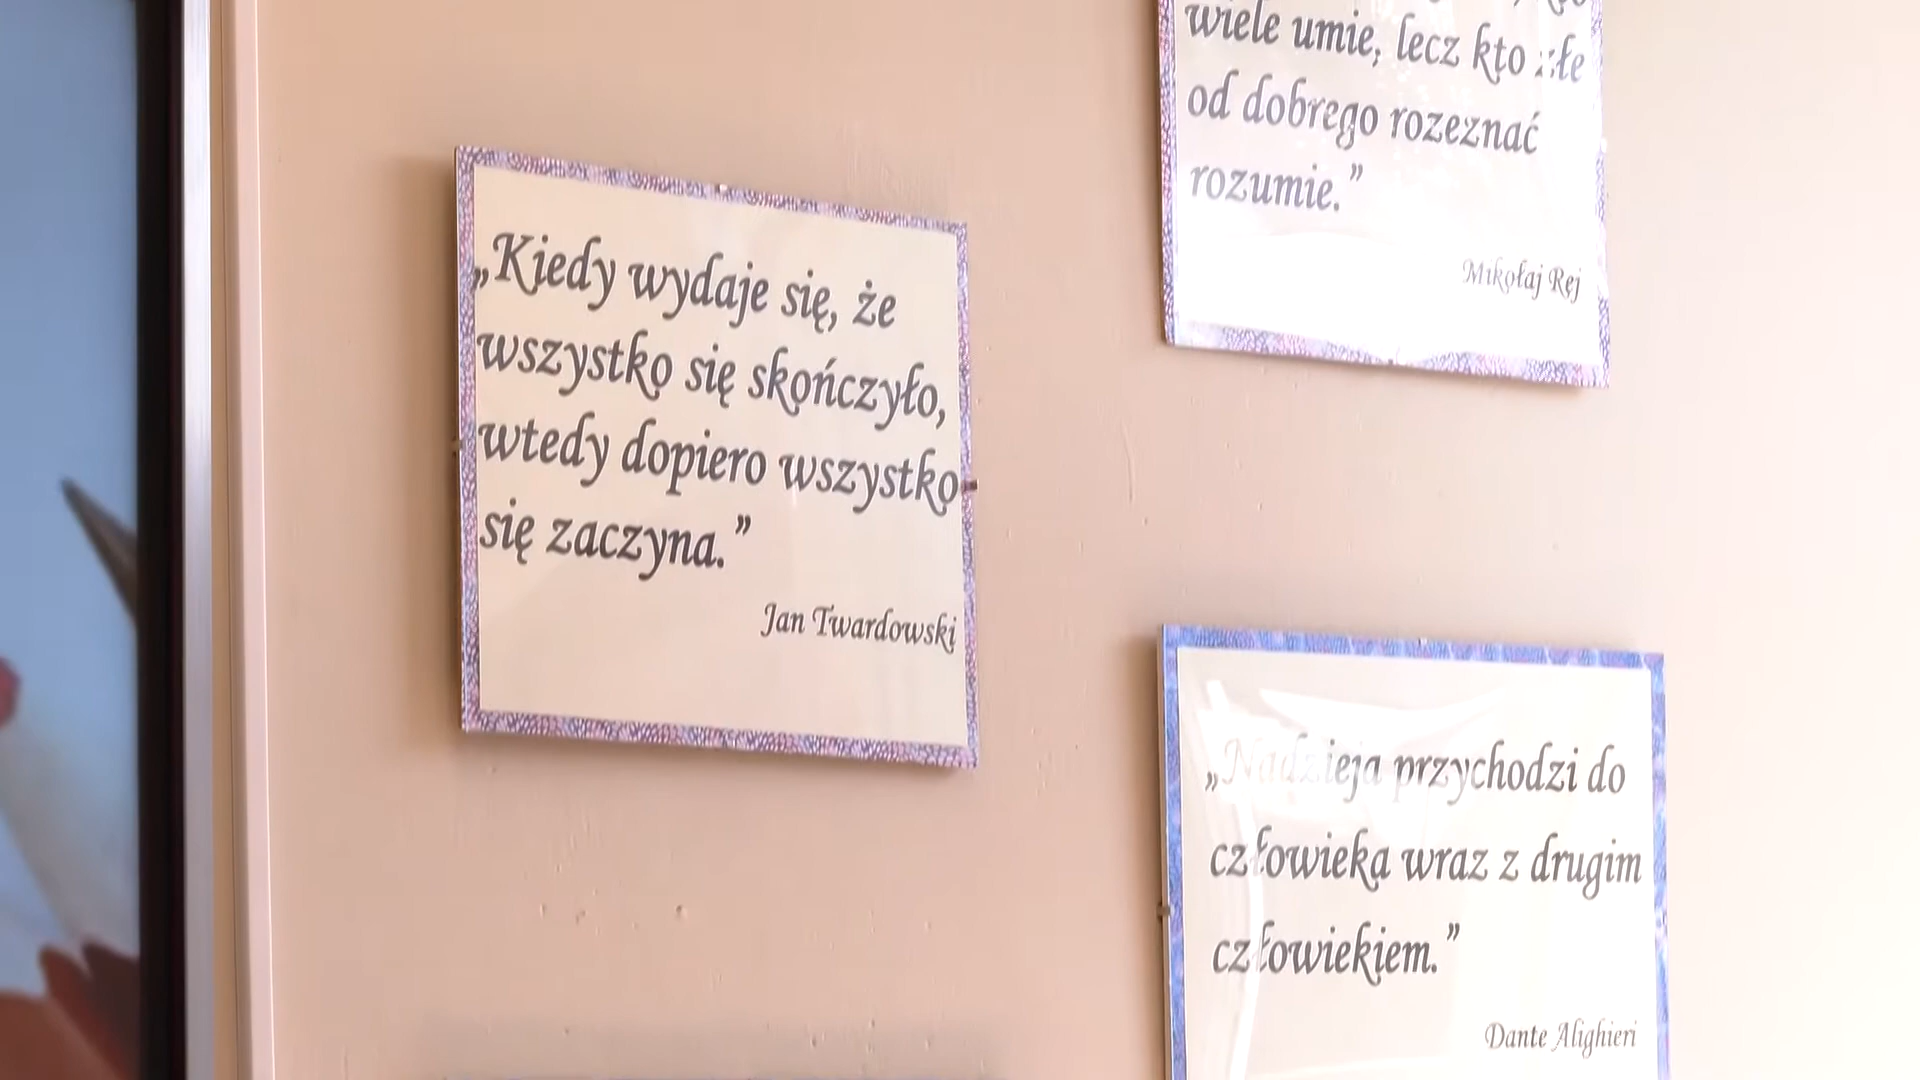 „Kiedy wydaje się, że
wszystko się skończyło,
wtedy dopiero wszystko
się zaczyna.”
Jan Twardowski
wiele umie, lecz kto złe
od dobrego rozeznać
rozumie.”
Mikołaj Rej
„Nadzieja przychodzi do
człowieka wraz z drugim
człowiekiem.”
Dante Alighieri